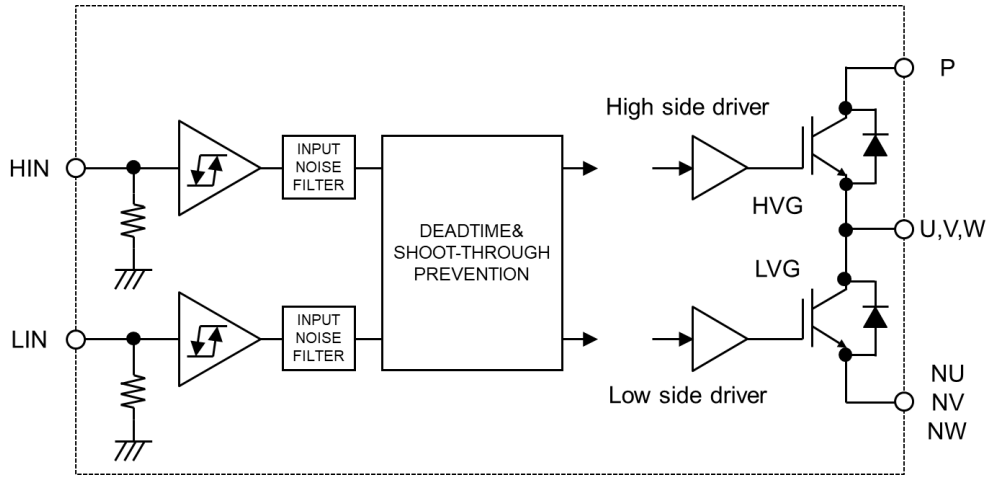 P
High side driver
HIN
INPUT
NOISE
FILTER
HVG
DEADTIME&
SHOOT-THROUGH
PREVENTION
U,V,W
LVG
LIN
INPUT
NOISE
FILTER
Low side driver
NU
NV
NW